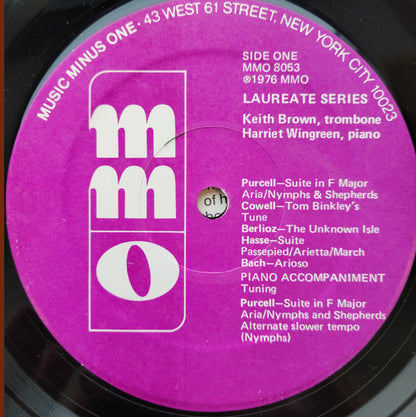 MUSIC MINUS ONE • 43 WEST 61 STREET, NEW YORK CITY 10023
SIDE ONE
MMO 8053
℗1976 MMO
LAUREATE SERIES
Keith Brown, trombone
Harriet Wingreen, piano
mmo
of h
Purcell—Suite in F Major
Aria/Nymphs & Shepherds
Cowell—Tom Binkley's
Tune
Berlioz—The Unknown Isle
Hasse—Suite
Passepied/Arietta/March
Bach—Arioso
PIANO ACCOMPANIMENT
Tuning
Purcell—Suite in F Major
Aria/Nymphs and Shepherds
Alternate slower tempo
(Nymphs)